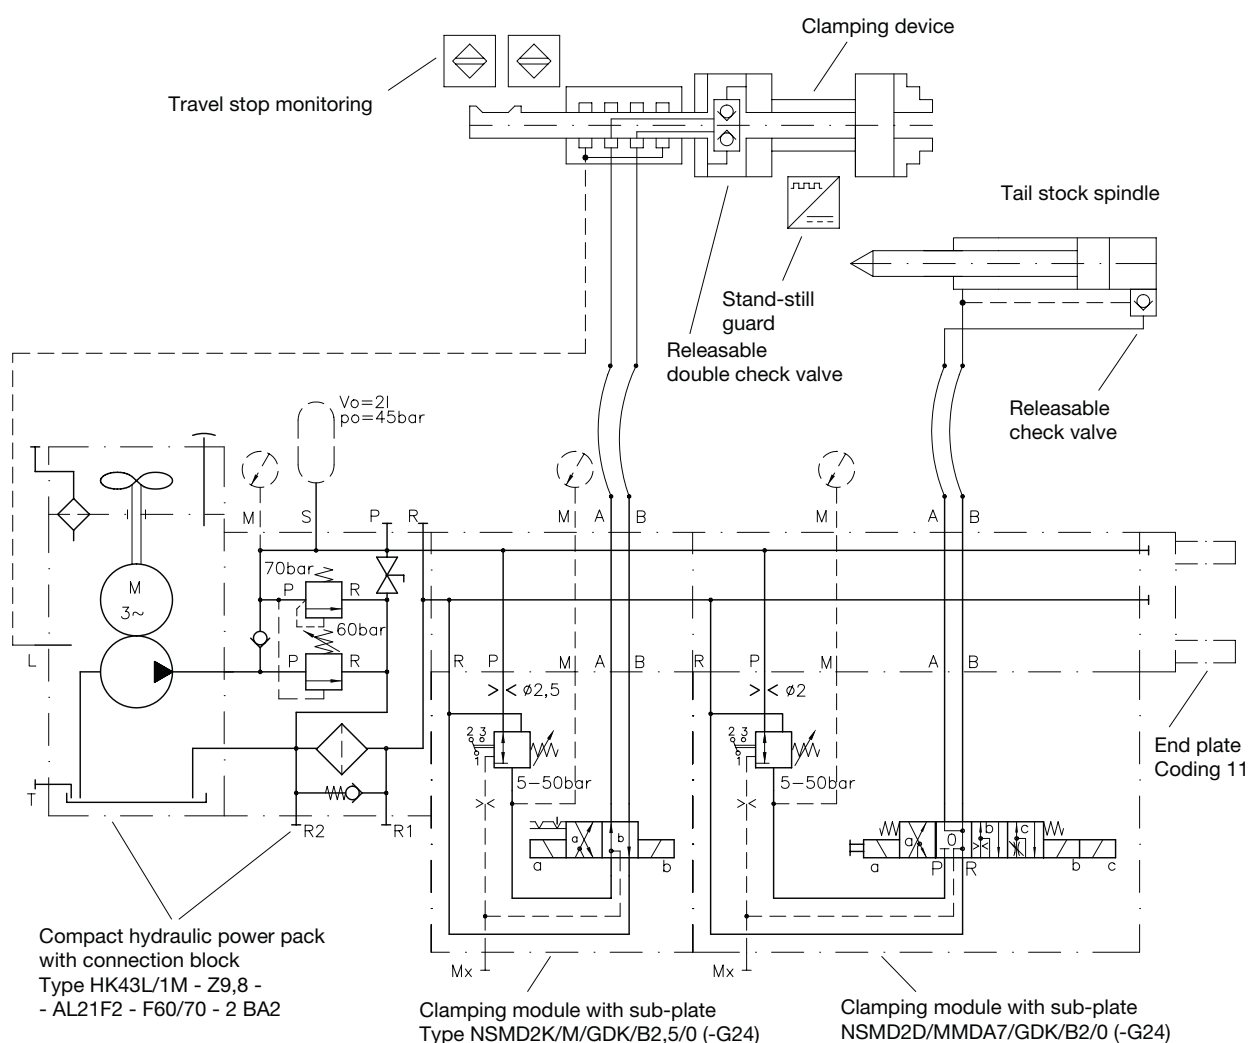 Clamping device
Travel stop monitoring
Tail stock spindle
Stand-still
guard
Releasable
double check valve
Releasable
check valve
Vo=2l
po=45bar
M
S
P
R
M
A
B
M
A
B
70bar
P
R
M
3~
60bar
P
R
L
R
P
M
A
B
R
P
M
A
B
ø2,5
ø2
2 3
1
5-50bar
2 3
1
5-50bar
End plate
Coding 11
T
R2
R1
a
b
a
b
a
0
b
c
a
P
R
b
c
Mx
Mx
Compact hydraulic power pack
with connection block
Type HK43L/1M - Z9,8 -
- AL21F2 - F60/70 - 2 BA2
Clamping module with sub-plate
Type NSMD2K/M/GDK/B2,5/0 (-G24)
Clamping module with sub-plate
NSMD2D/MMDA7/GDK/B2/0 (-G24)